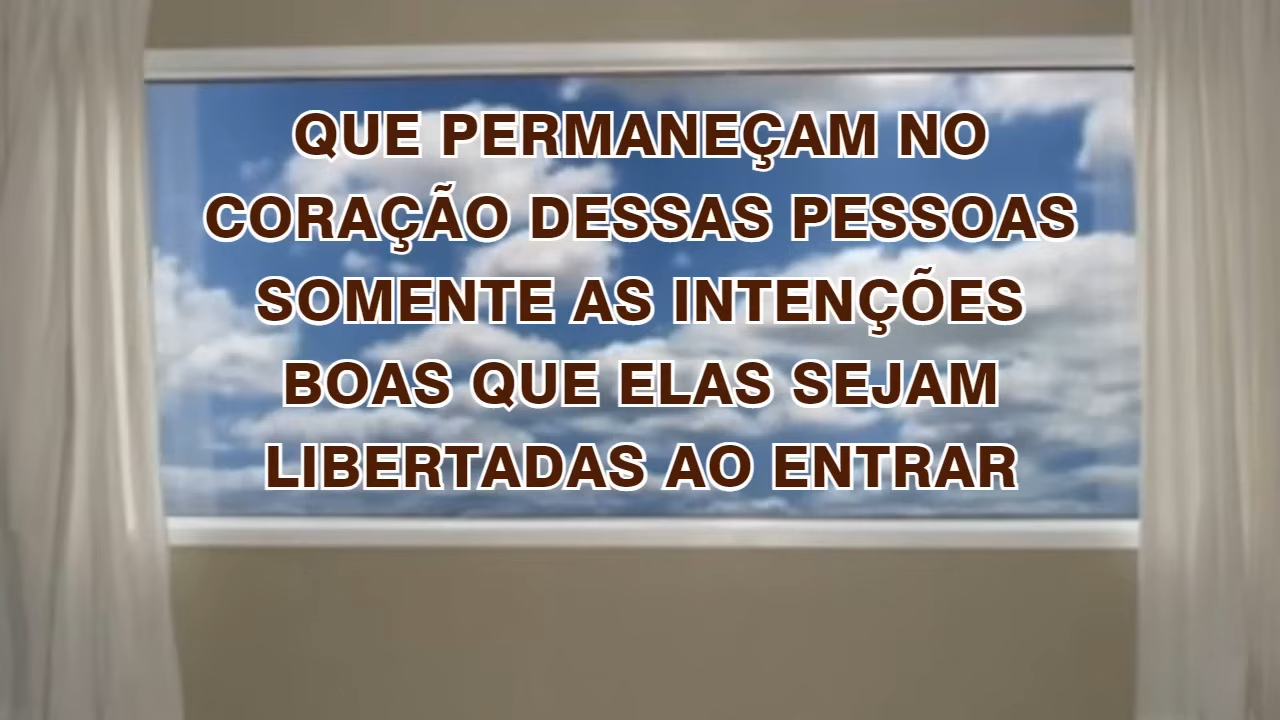 QUE PERMANEÇAM NO
CORAÇÃO DESSAS PESSOAS
SOMENTE AS INTENÇÕES
BOAS QUE ELAS SEJAM
LIBERTADAS AO ENTRAR